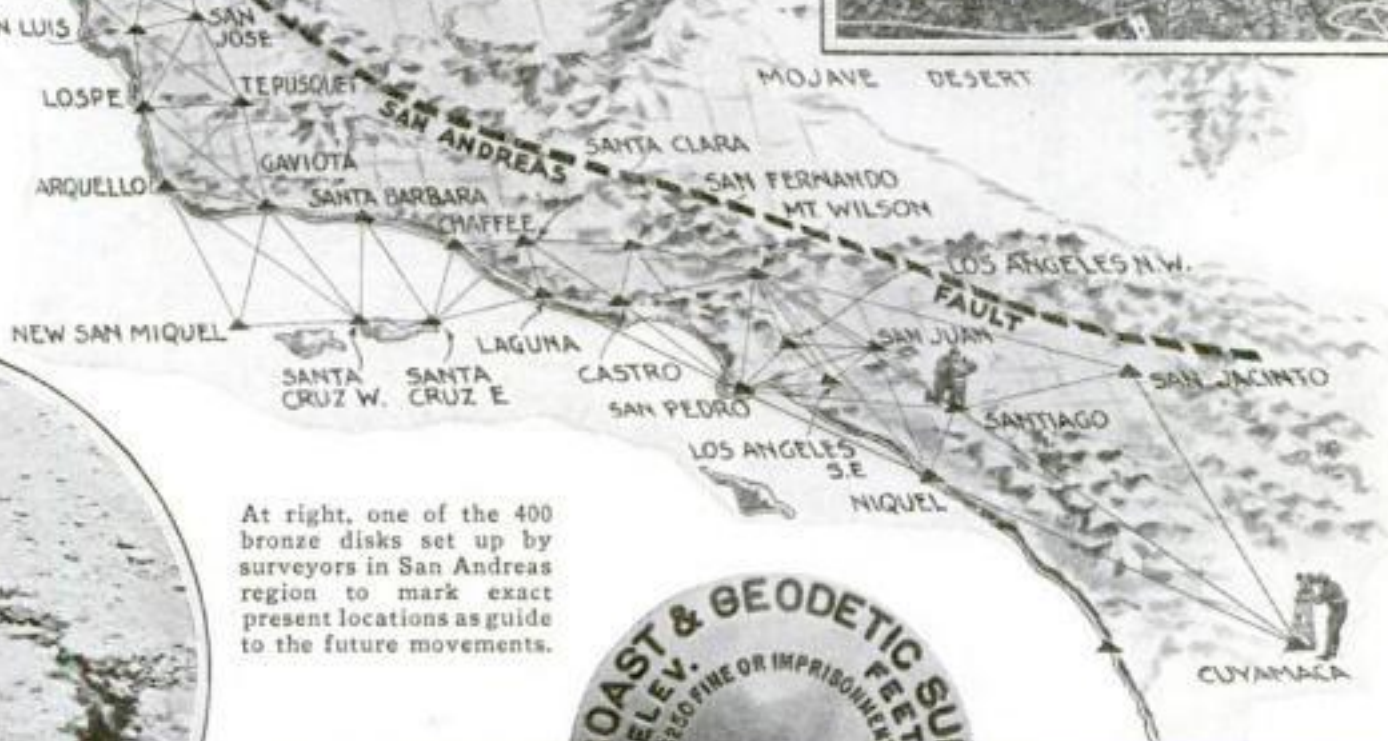 N LUIS
SAN
JOSE
LOSPE
TEPUSQUET
MOJAVE DESERT
SAN ANDREAS
SANTA CLARA
GAVIOTA
ARQUELLO
SANTA BARBARA
SAN FERNANDO
MT WILSON
CHAFFEE
LOS ANGELES N.W.
FAULT
NEW SAN MIQUEL
LAGUNA
SAN JUAN
SANTA
CRUZ W.
SANTA
CRUZ E
CASTRO
SAN JACINTO
SAN PEDRO
SANTIAGO
LOS ANGELES
S.E
NIQUEL
CUYAMACA
At right, one of the 400
bronze disks set up by
surveyors in San Andreas
region to mark exact
present locations as guide
to the future movements.
OAST & GEODETIC SU
ELEV. FEET
250 FINE OR IMPRISONMENT